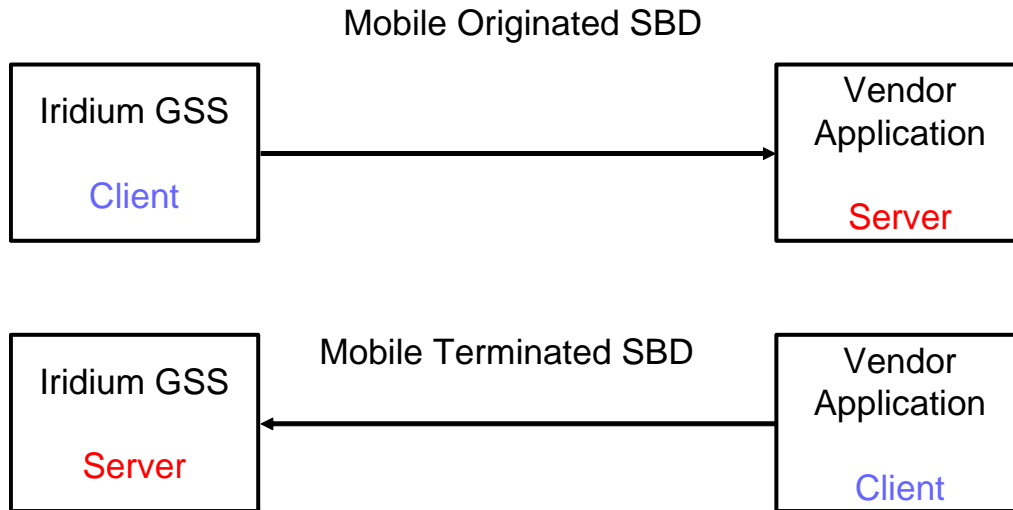 Mobile Originated SBD
Iridium GSS
Client
Vendor
Application
Server
Mobile Terminated SBD
Iridium GSS
Server
Vendor
Application
Client